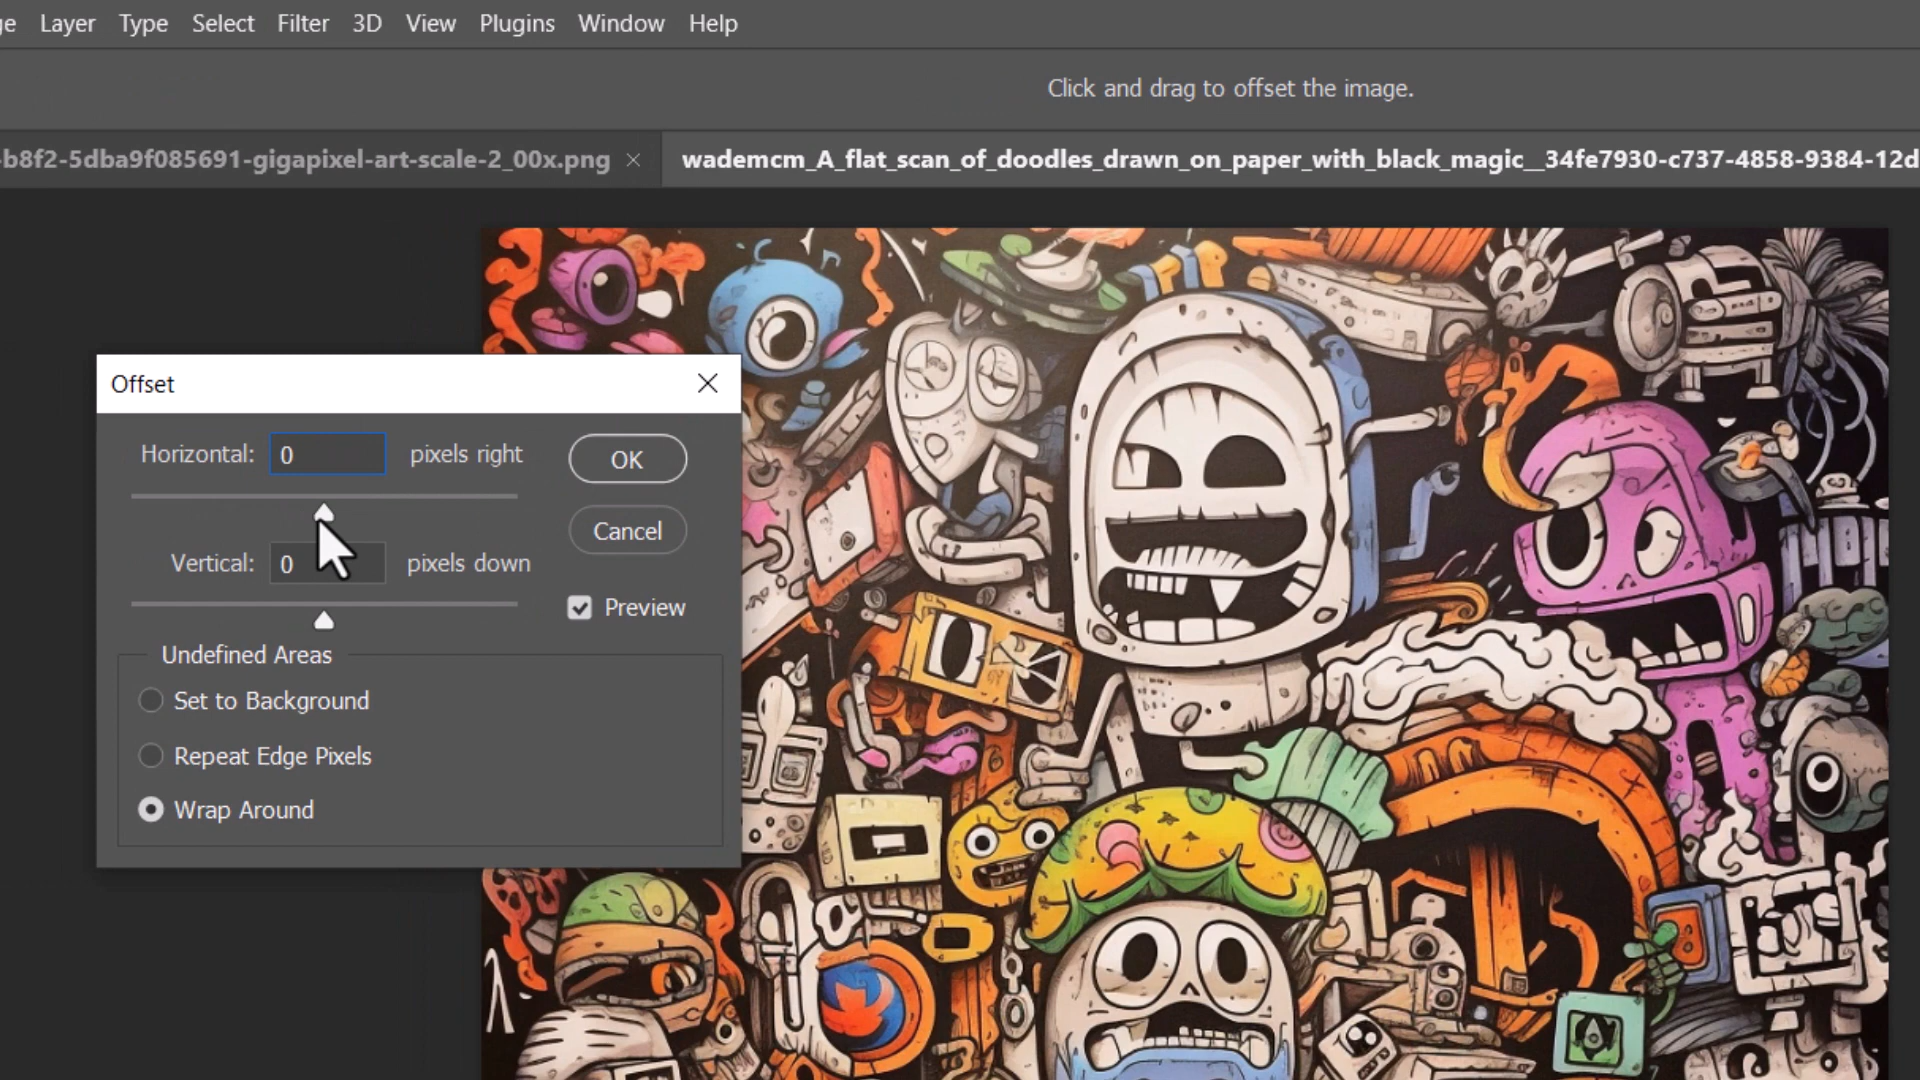 ge Layer Type Select Filter 3D View Plugins Window Help
Click and drag to offset the image.
-b8f2-5dba9f085691-gigapixel-art-scale-2_00x.png × wademcm_A_flat_scan_of_doodles_drawn_on_paper_with_black_magic__34fe7930-c737-4858-9384-12d
Offset
Horizontal: 0 pixels right
OK
Vertical: 0 pixels down
Cancel
Preview
Undefined Areas
Set to Background
Repeat Edge Pixels
Wrap Around